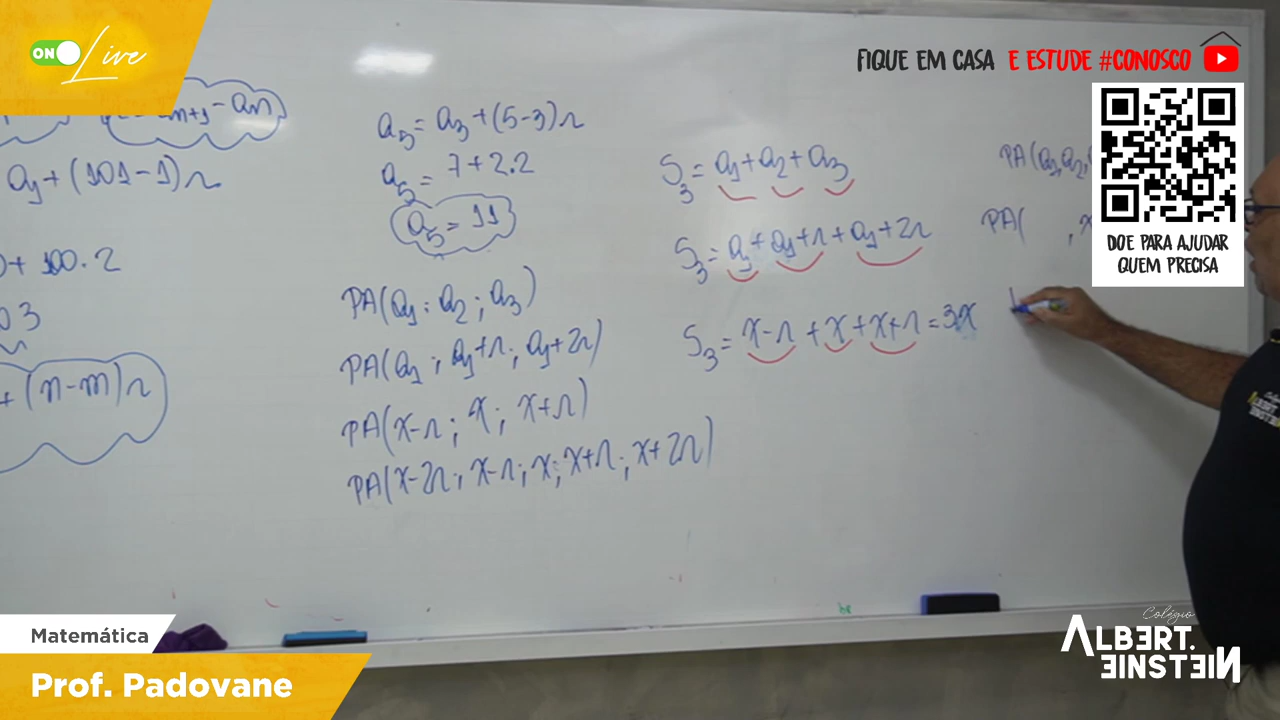 ON Live
FIQUE EM CASA E ESTUDE #CONOSCO
DOE PARA AJUDAR
QUEM PRECISA
a₁ + (101-1)r
+ 100.2
03
+ (n-m)r
a₅ = a₃ + (5-3)r
a₅ = 7 + 2.2
a₅ = 11
PA(a₁; a₂; a₃)
PA(a₁; a₁+r; a₁+2r)
PA(x-r; x; x+r)
PA(x-2r; x-r; x; x+r; x+2r)
S₃ = a₁+a₂+a₃
S₃ = a₁+a₁+r+a₁+2r
S₃ = x-r+x+x+r=3x
PA(a₁,a₂,
PA( , x
Matemática
Prof. Padovane
Colégio
ALBERT.
EINSTEIN